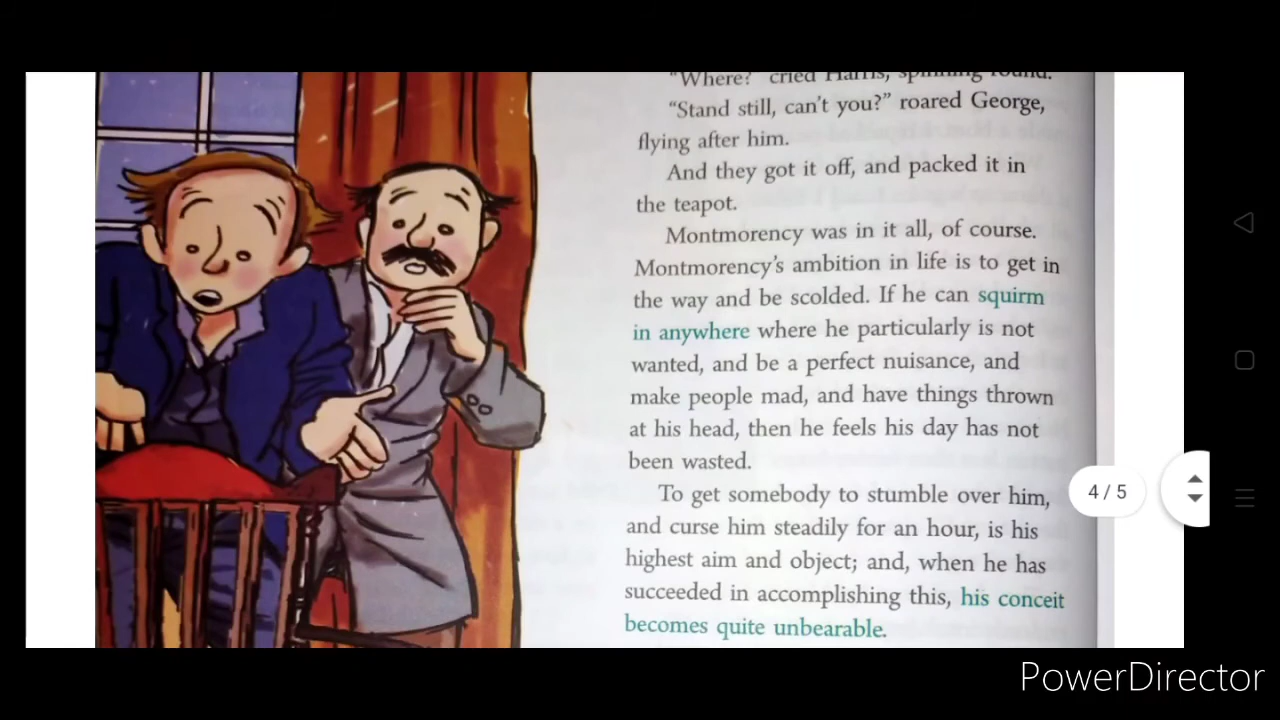 "Where?" cried Harris, spinning round.
“Stand still, can't you?” roared George,
flying after him.
And they got it off, and packed it in
the teapot.
Montmorency was in it all, of course.
Montmorency's ambition in life is to get in
the way and be scolded. If he can squirm
in anywhere where he particularly is not
wanted, and be a perfect nuisance, and
make people mad, and have things thrown
at his head, then he feels his day has not
been wasted.
To get somebody to stumble over him,
and curse him steadily for an hour, is his
highest aim and object; and, when he has
succeeded in accomplishing this, his conceit
becomes quite unbearable.
4 / 5
PowerDirector